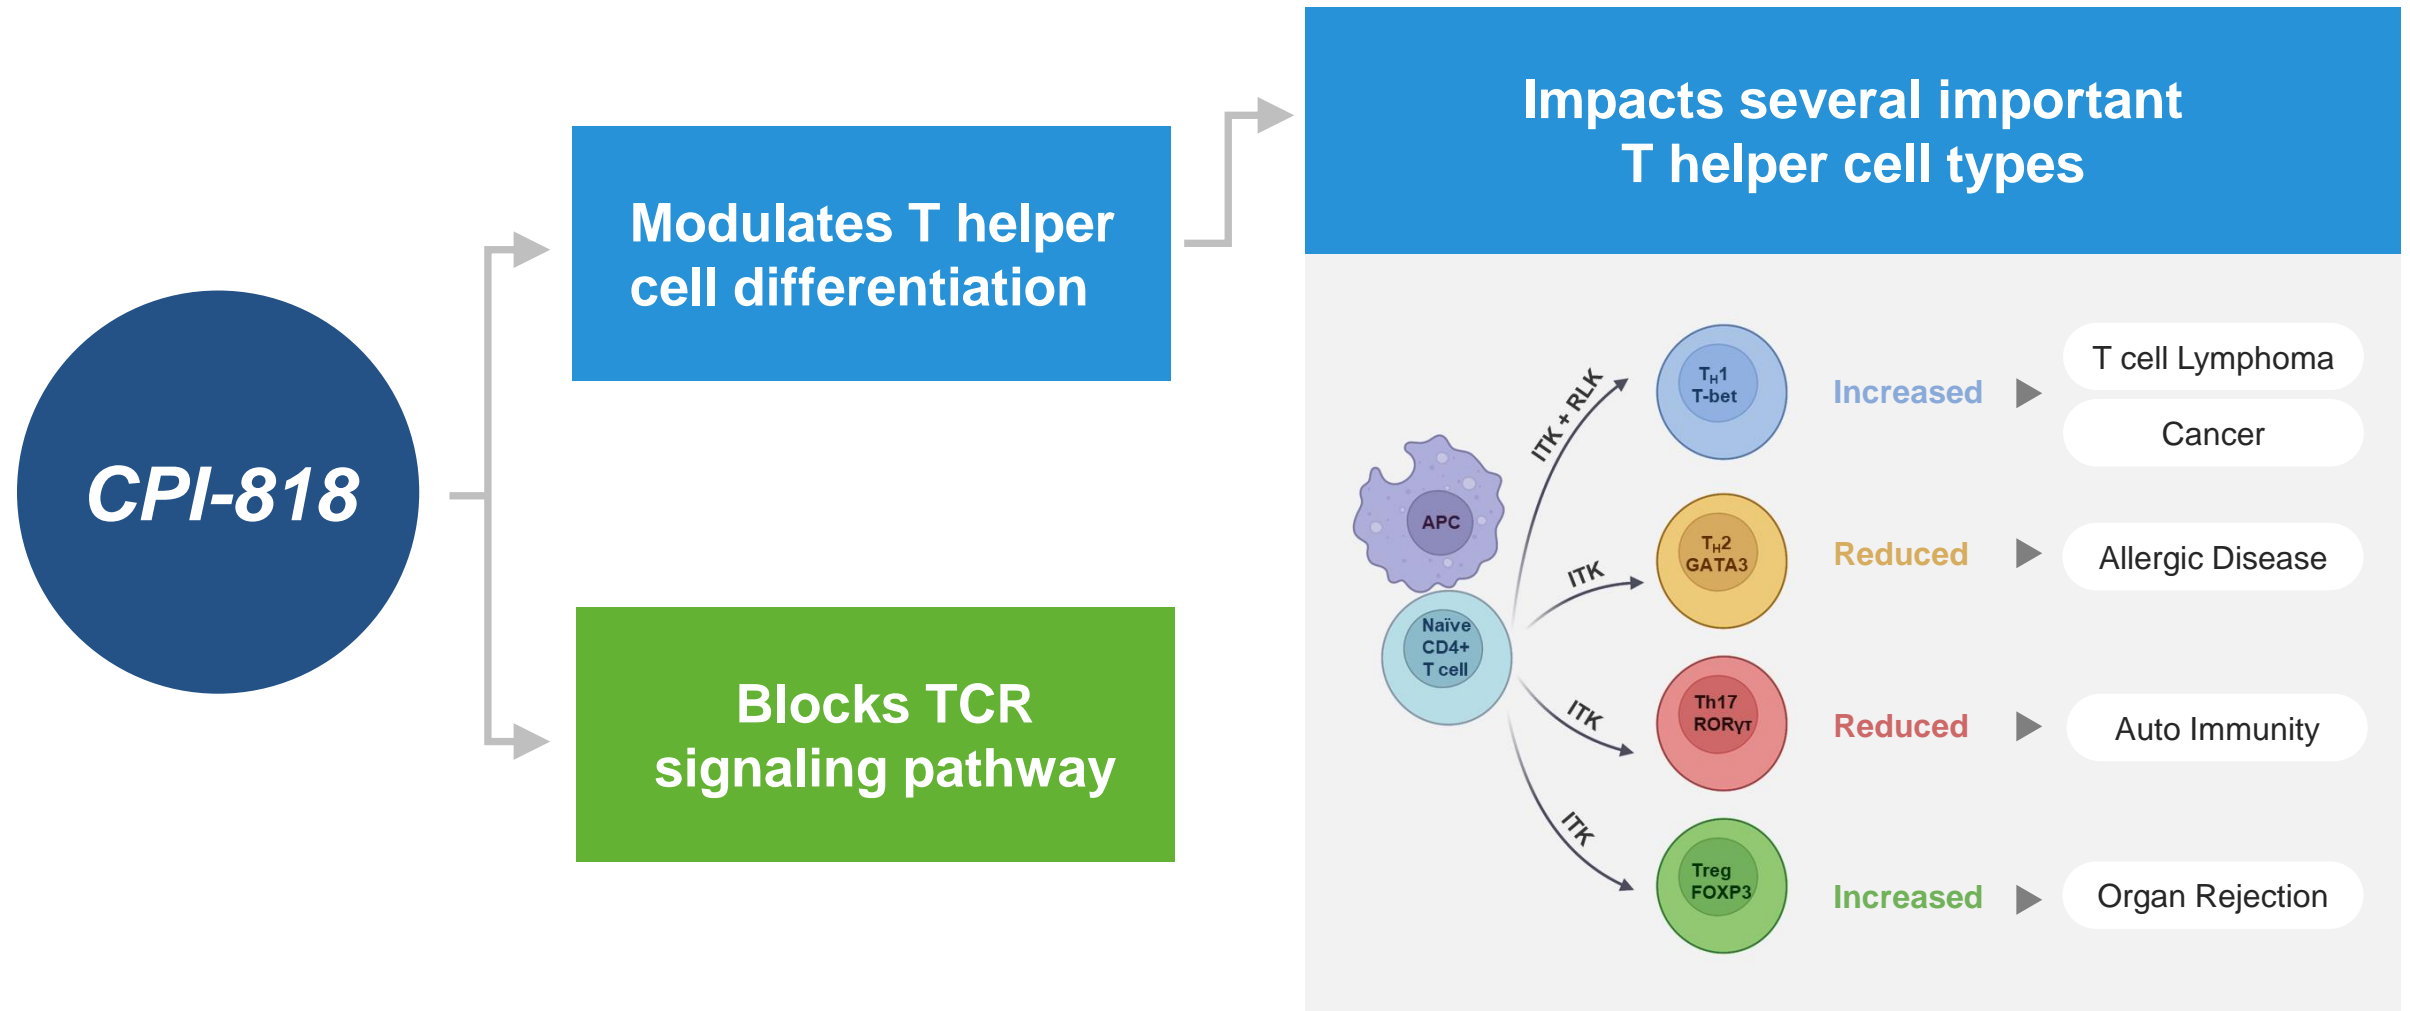 CPI-818
Modulates T helper
cell differentiation
Blocks TCR
signaling pathway
Impacts several important
T helper cell types
APC
Naïve
CD4+
T cell
ITK + RLK
TH1
T-bet
Increased
T cell Lymphoma
Cancer
ITK
TH2
GATA3
Reduced
Allergic Disease
ITK
Th17
RORγT
Reduced
Auto Immunity
ITK
Treg
FOXP3
Increased
Organ Rejection